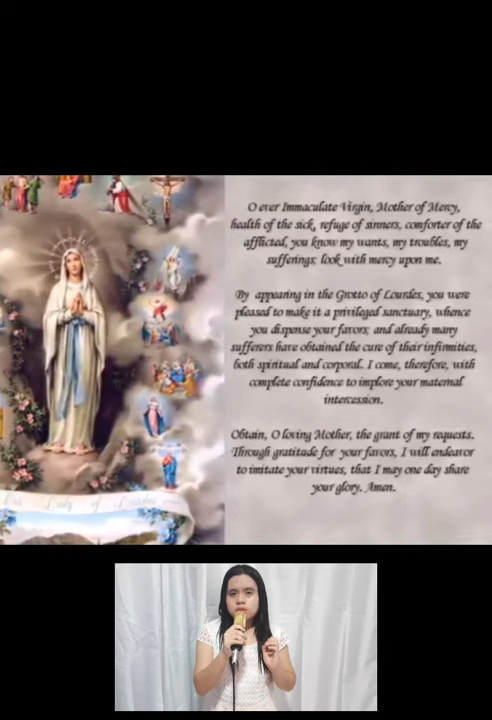 O ever Immaculate Virgin, Mother of Mercy,
health of the sick, refuge of sinners, comforter of the
afflicted, you know my wants, my troubles, my
sufferings; look with mercy upon me.
By appearing in the Grotto of Lourdes, you were
pleased to make it a privileged sanctuary, whence
you dispense your favors; and already many
sufferers have obtained the cure of their infirmities,
both spiritual and corporal. I come, therefore, with
complete confidence to implore your maternal
intercession.
Obtain, O loving Mother, the grant of my requests.
Through gratitude for your favors, I will endeavor
to imitate your virtues, that I may one day share
your glory. Amen.
Our Lady of Lourdes